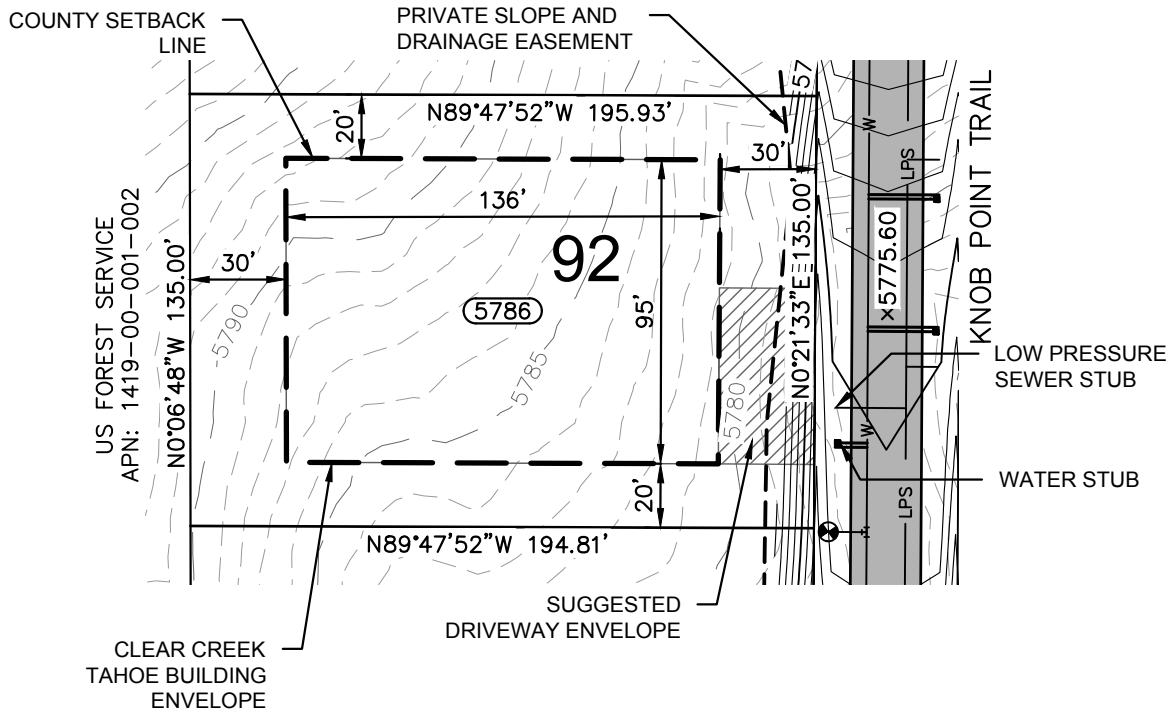 COUNTY SETBACK
LINE
PRIVATE SLOPE AND
DRAINAGE EASEMENT
N89°47'52"W 195.93'
20'
30'
136'
92
5786
95'
30'
5790
5785
5780
US FOREST SERVICE
APN: 1419-00-001-002
N0°06'48"W 135.00'
N0°21'33"E 135.00'
57
W
LPS
×5775.60
KNOB POINT TRAIL
LOW PRESSURE
SEWER STUB
W
WATER STUB
LPS
20'
N89°47'52"W 194.81'
SUGGESTED
DRIVEWAY ENVELOPE
CLEAR CREEK
TAHOE BUILDING
ENVELOPE